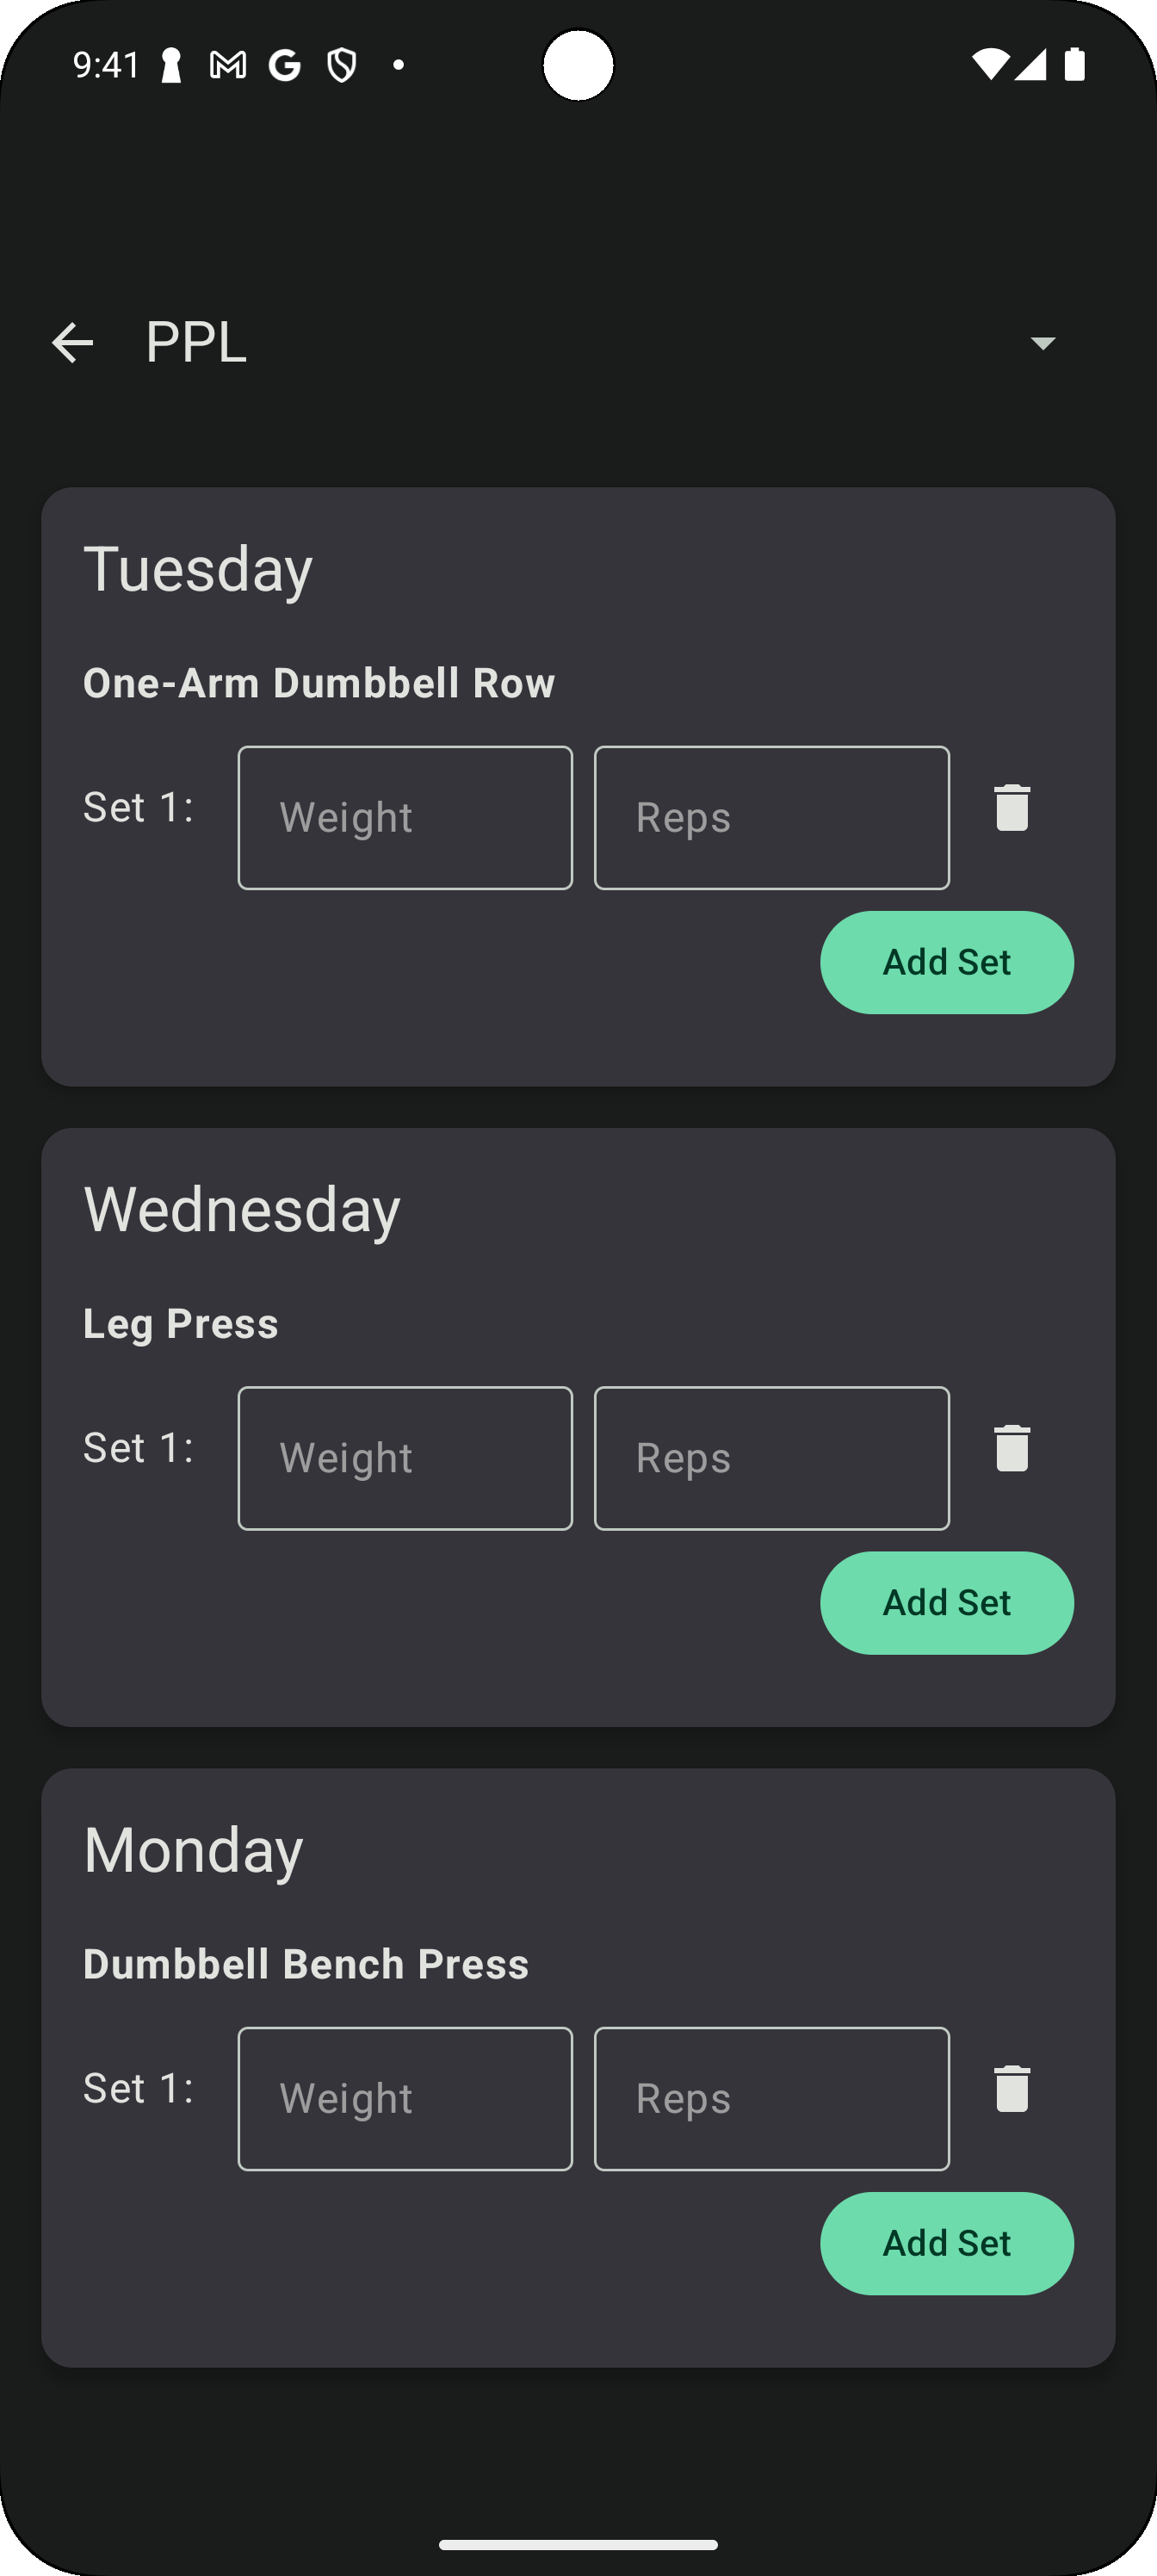 9:41
PPL
Tuesday
One-Arm Dumbbell Row
Set 1: Weight Reps
Add Set
Wednesday
Leg Press
Set 1: Weight Reps
Add Set
Monday
Dumbbell Bench Press
Set 1: Weight Reps
Add Set